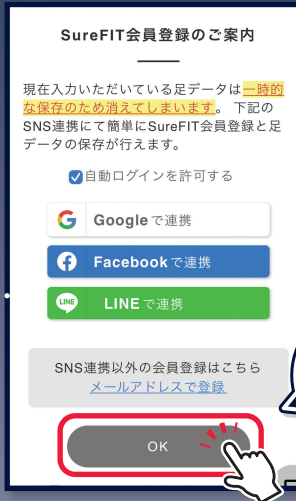 SureFIT会員登録のご案内
現在入力いただいている足データは一時的
な保存のため消えてしまいます。 下記の
SNS連携にて簡単にSureFIT会員登録と足
データの保存が行えます。
自動ログインを許可する
Googleで連携
Facebookで連携
LINE LINEで連携
SNS連携以外の会員登録はこちら
メールアドレスで登録
OK